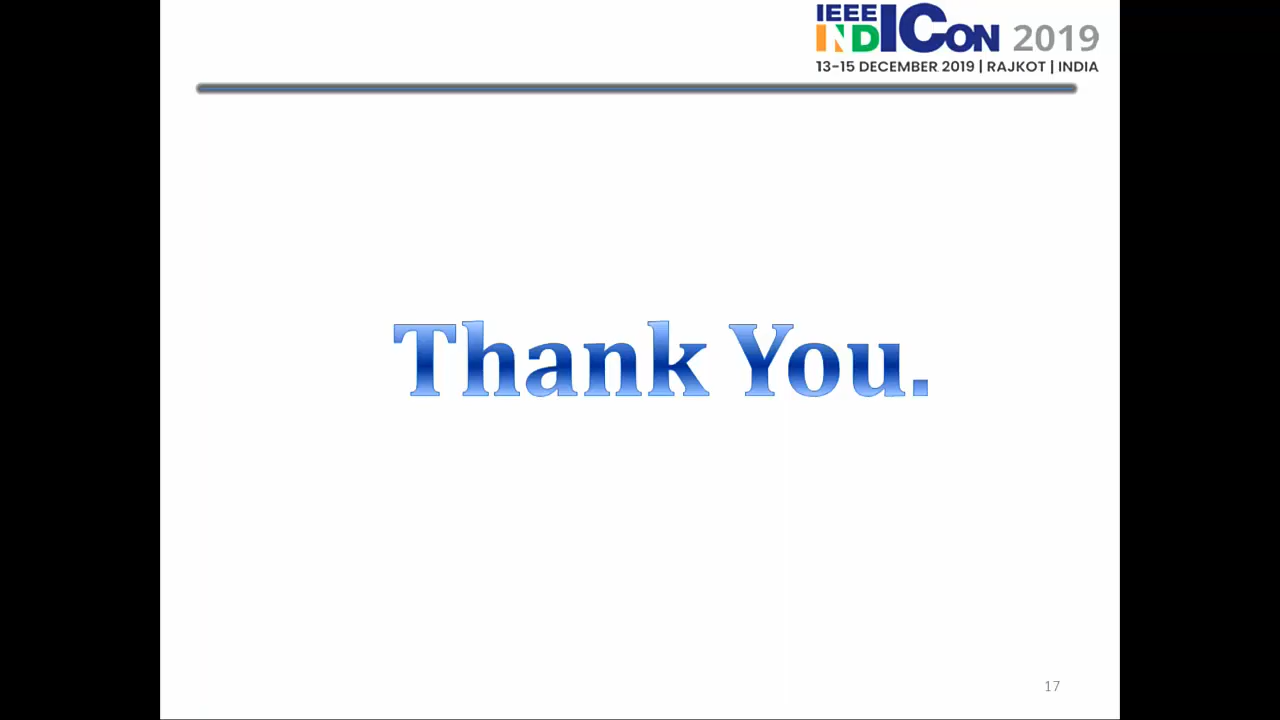 IEEE
INDICON 2019
13-15 DECEMBER 2019 | RAJKOT | INDIA
Thank You.
17